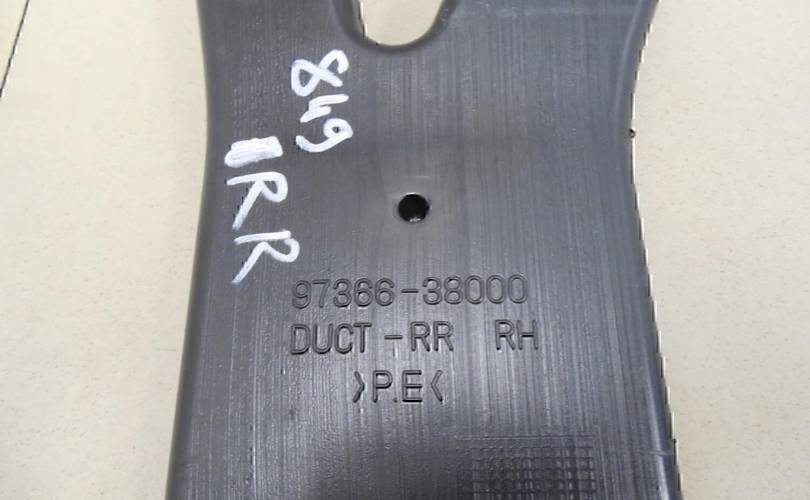 849
RR
97366-38000
DUCT-RR RH
>P.E<